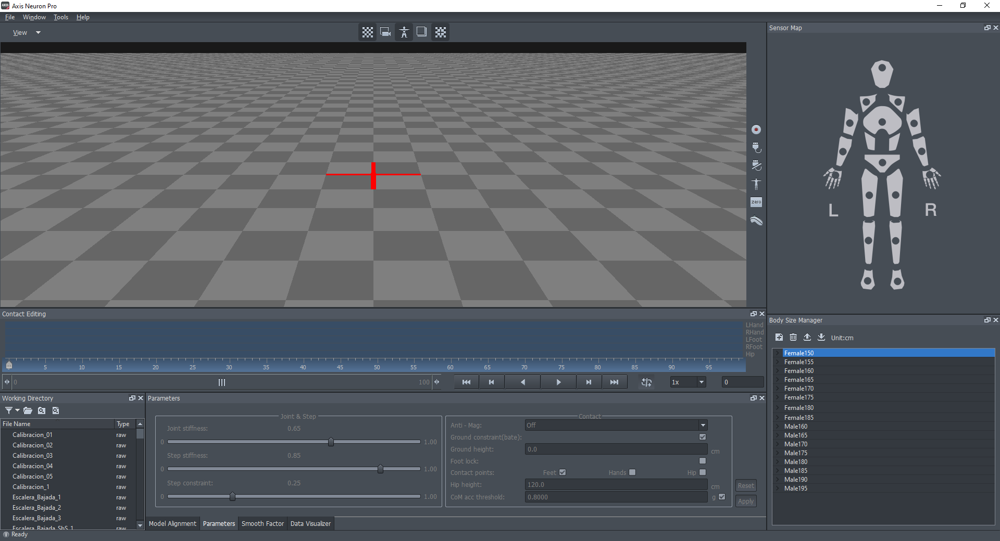 AXIS Axis Neuron Pro
File Window Tools Help
View
zero
Sensor Map
L R
Contact Editing
LHand
RHand
LFoot
RFoot
Hip
5 10 15 20 25 30 35 40 45 50 55 60 65 70 75 80 85 90 95
0 100 1x 0
Working Directory
File Name Type
Calibracion_01 raw
Calibracion_02 raw
Calibracion_03 raw
Calibracion_04 raw
Calibracion_05 raw
Calibracion_1 raw
Escalera_Bajada_1 raw
Escalera_Bajada_2 raw
Escalera_Bajada_3 raw
Escalera_Bajada_ShS_1 raw
Parameters
Joint & Step
Joint stiffness: 0.65
0 1.00
Step stiffness: 0.85
0 1.00
Step constraint: 0.25
0 1.00
Contact
Anti - Mag: Off
Ground constraint(bate):
Ground height: 0.0 cm
Foot lock:
Contact points: Feet Hands Hip
Hip height: 120.0 cm
CoM acc threshold: 0.8000 g
Reset
Apply
Model Alignment Parameters Smooth Factor Data Visualizer
Body Size Manager
Unit:cm
Female150
Female155
Female160
Female165
Female170
Female175
Female180
Female185
Male160
Male165
Male170
Male175
Male180
Male185
Male190
Male195
Ready